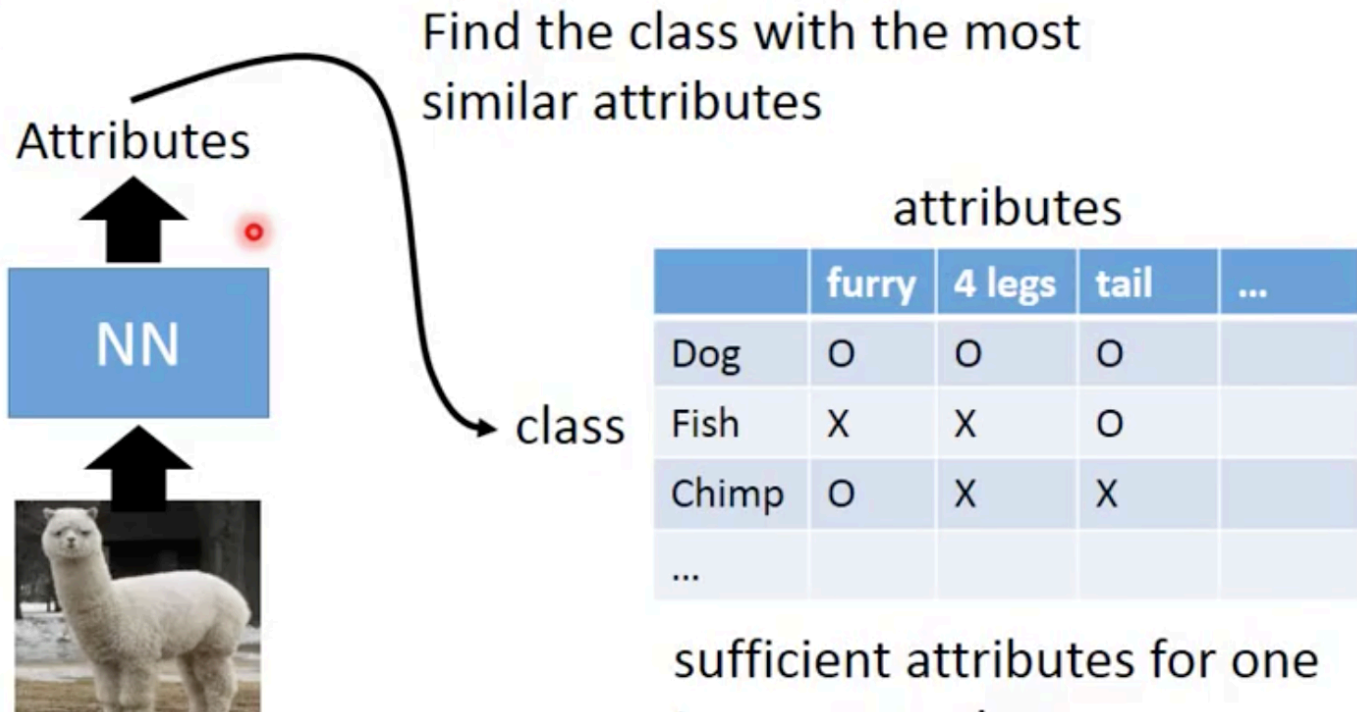 Find the class with the most
similar attributes
Attributes
NN
class
attributes
furry 4 legs tail ...
Dog O O O
Fish X X O
Chimp O X X
...
sufficient attributes for one